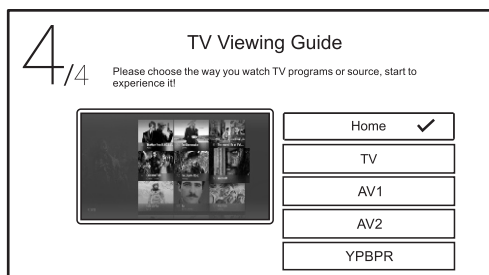 4/4
TV Viewing Guide
Please choose the way you watch TV programs or source, start to
experience it!
Home
TV
AV1
AV2
YPBPR